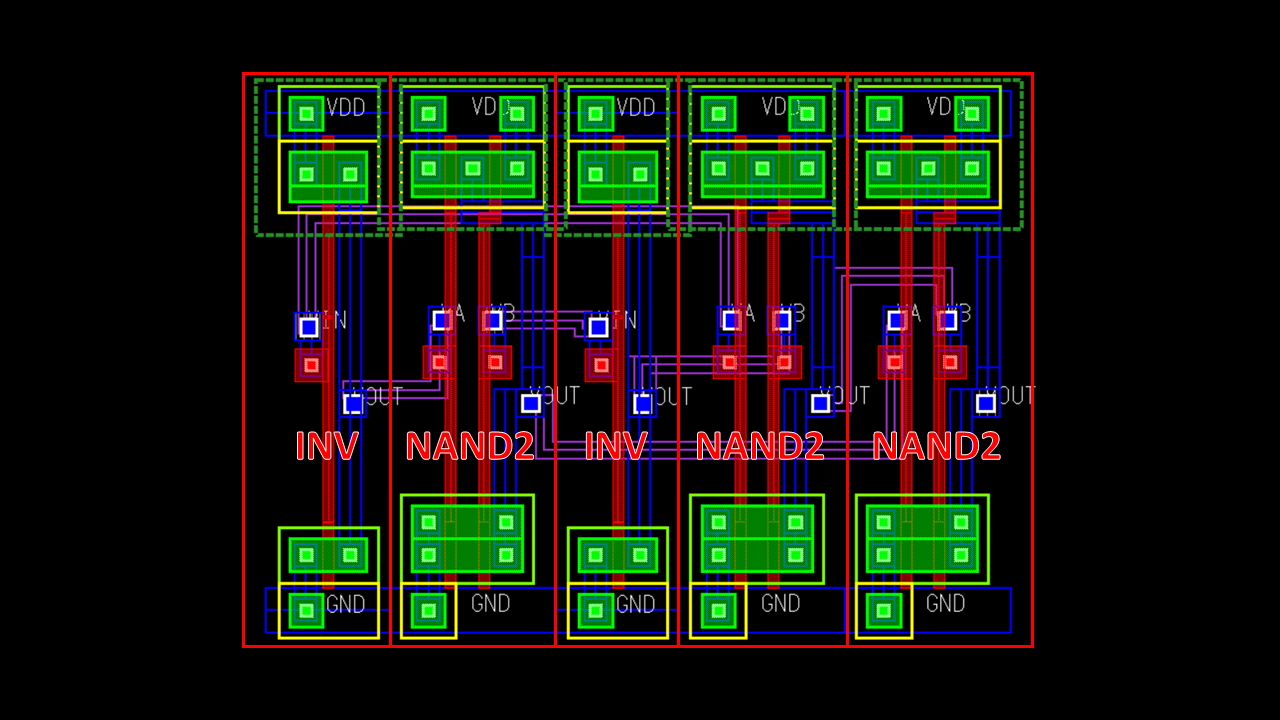 VDD VDD VDD VDD VDD
VIN VA VB VIN VA VB VA VB
VOUT VOUT VOUT VOUT VOUT
INV NAND2 INV NAND2 NAND2
GND GND GND GND GND